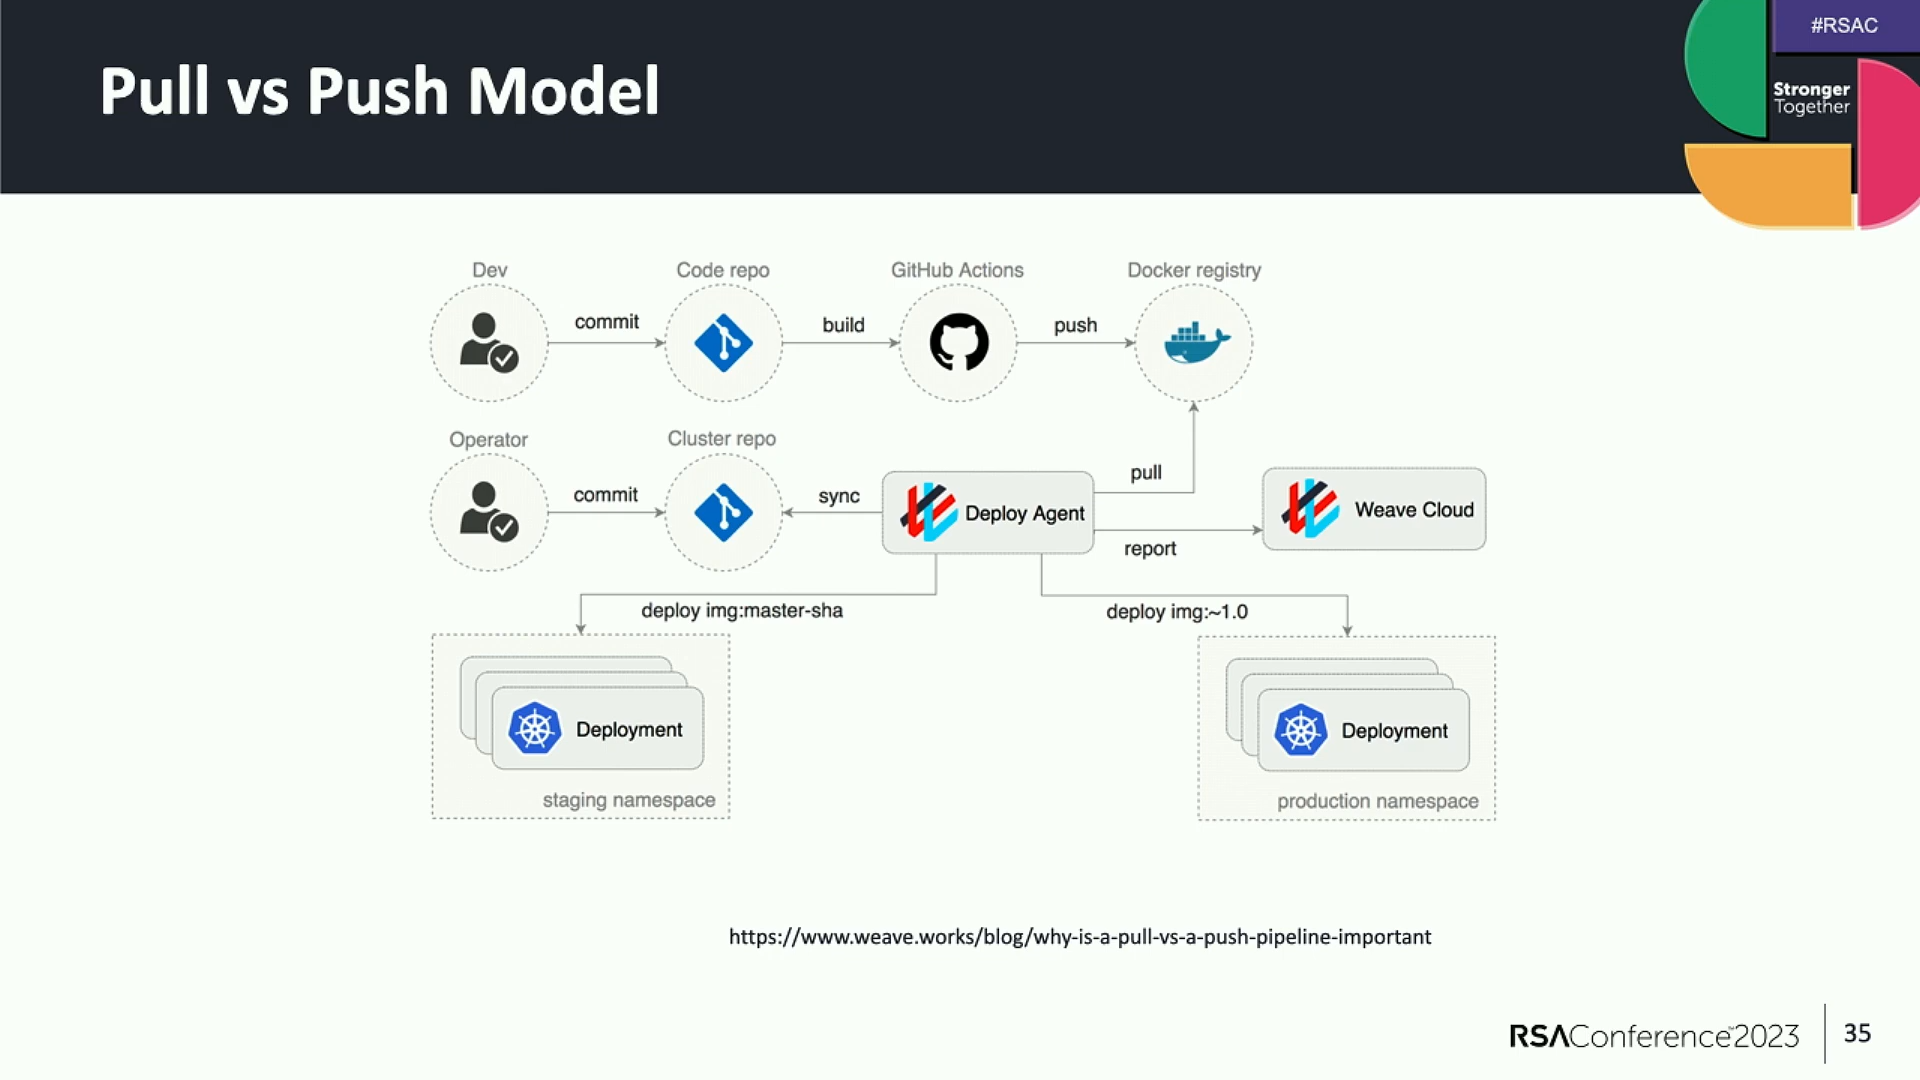 #RSAC
Pull vs Push Model
Stronger
Together
Dev
Code repo
GitHub Actions
Docker registry
commit
build
push
Operator
Cluster repo
commit
sync
Deploy Agent
pull
report
Weave Cloud
deploy img:master-sha
deploy img:~1.0
Deployment
staging namespace
Deployment
production namespace
https://www.weave.works/blog/why-is-a-pull-vs-a-push-pipeline-important
RSAConference™2023
35